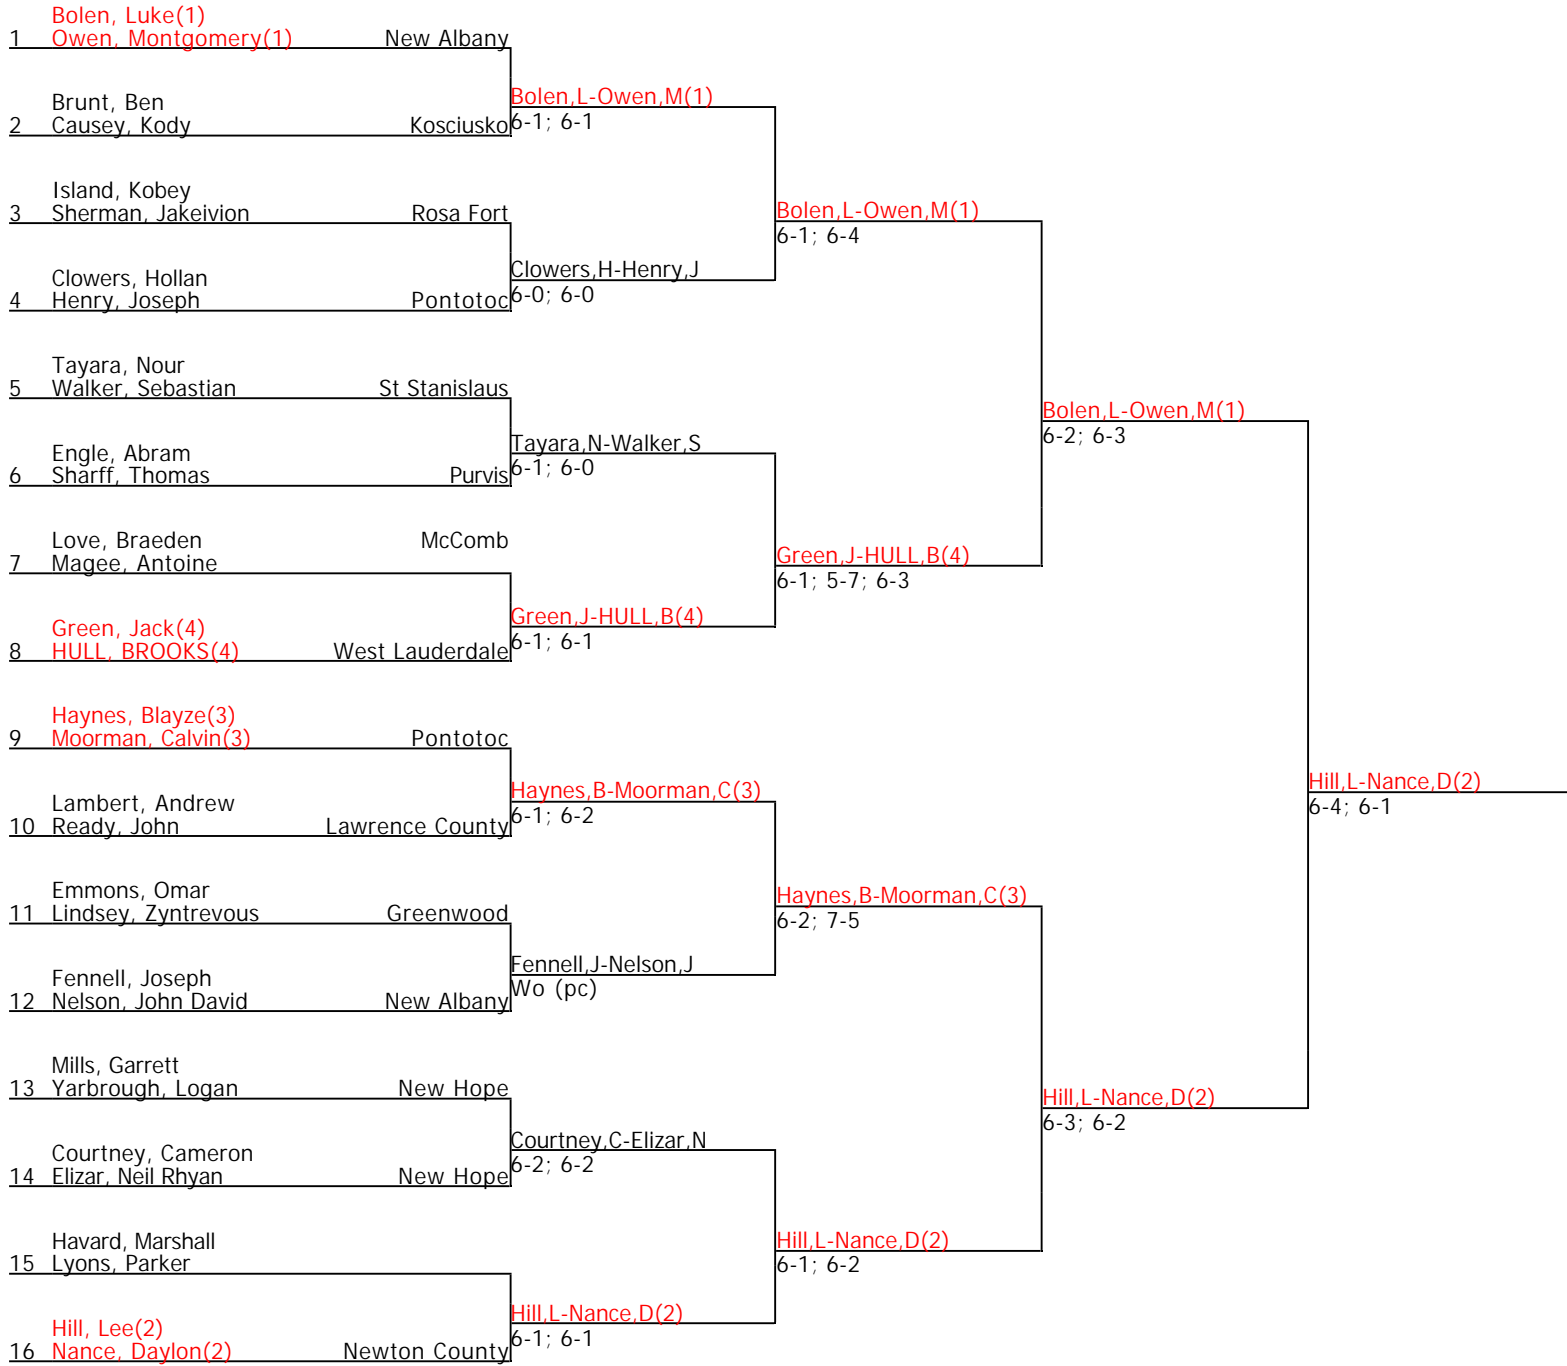 Bolen, Luke(1)
1 Owen, Montgomery(1) New Albany
Bolen,L-Owen,M(1)
6-1; 6-1
Brunt, Ben
2 Causey, Kody Kosciusko
Bolen,L-Owen,M(1)
6-1; 6-4
Island, Kobey
3 Sherman, Jakeivion Rosa Fort
Clowers,H-Henry,J
6-0; 6-0
Clowers, Hollan
4 Henry, Joseph Pontotoc
Bolen,L-Owen,M(1)
6-2; 6-3
Tayara, Nour
5 Walker, Sebastian St Stanislaus
Tayara,N-Walker,S
6-1; 6-0
Engle, Abram
6 Sharff, Thomas Purvis
Green,J-HULL,B(4)
6-1; 5-7; 6-3
Love, Braeden McComb
7 Magee, Antoine
Green,J-HULL,B(4)
6-1; 6-1
Green, Jack(4)
8 HULL, BROOKS(4) West Lauderdale
Hill,L-Nance,D(2)
6-4; 6-1
Haynes, Blayze(3)
9 Moorman, Calvin(3) Pontotoc
Haynes,B-Moorman,C(3)
6-1; 6-2
Lambert, Andrew
10 Ready, John Lawrence County
Haynes,B-Moorman,C(3)
6-2; 7-5
Emmons, Omar
11 Lindsey, Zyntrevous Greenwood
Fennell,J-Nelson,J
Wo (pc)
Fennell, Joseph
12 Nelson, John David New Albany
Hill,L-Nance,D(2)
6-3; 6-2
Mills, Garrett
13 Yarbrough, Logan New Hope
Courtney,C-Elizar,N
6-2; 6-2
Courtney, Cameron
14 Elizar, Neil Rhyan New Hope
Hill,L-Nance,D(2)
6-1; 6-2
Havard, Marshall
15 Lyons, Parker
Hill,L-Nance,D(2)
6-1; 6-1
Hill, Lee(2)
16 Nance, Daylon(2) Newton County